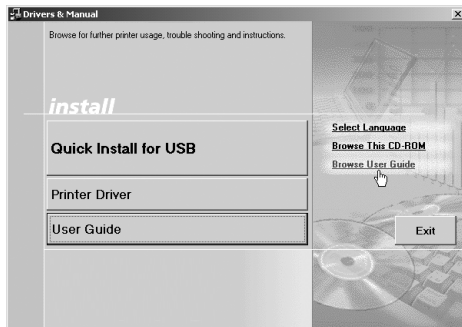 Drivers & Manual
Browse for further printer usage, trouble shooting and instructions.
install
Quick Install for USB
Printer Driver
User Guide
Select Language
Browse This CD-ROM
Browse User Guide
Exit